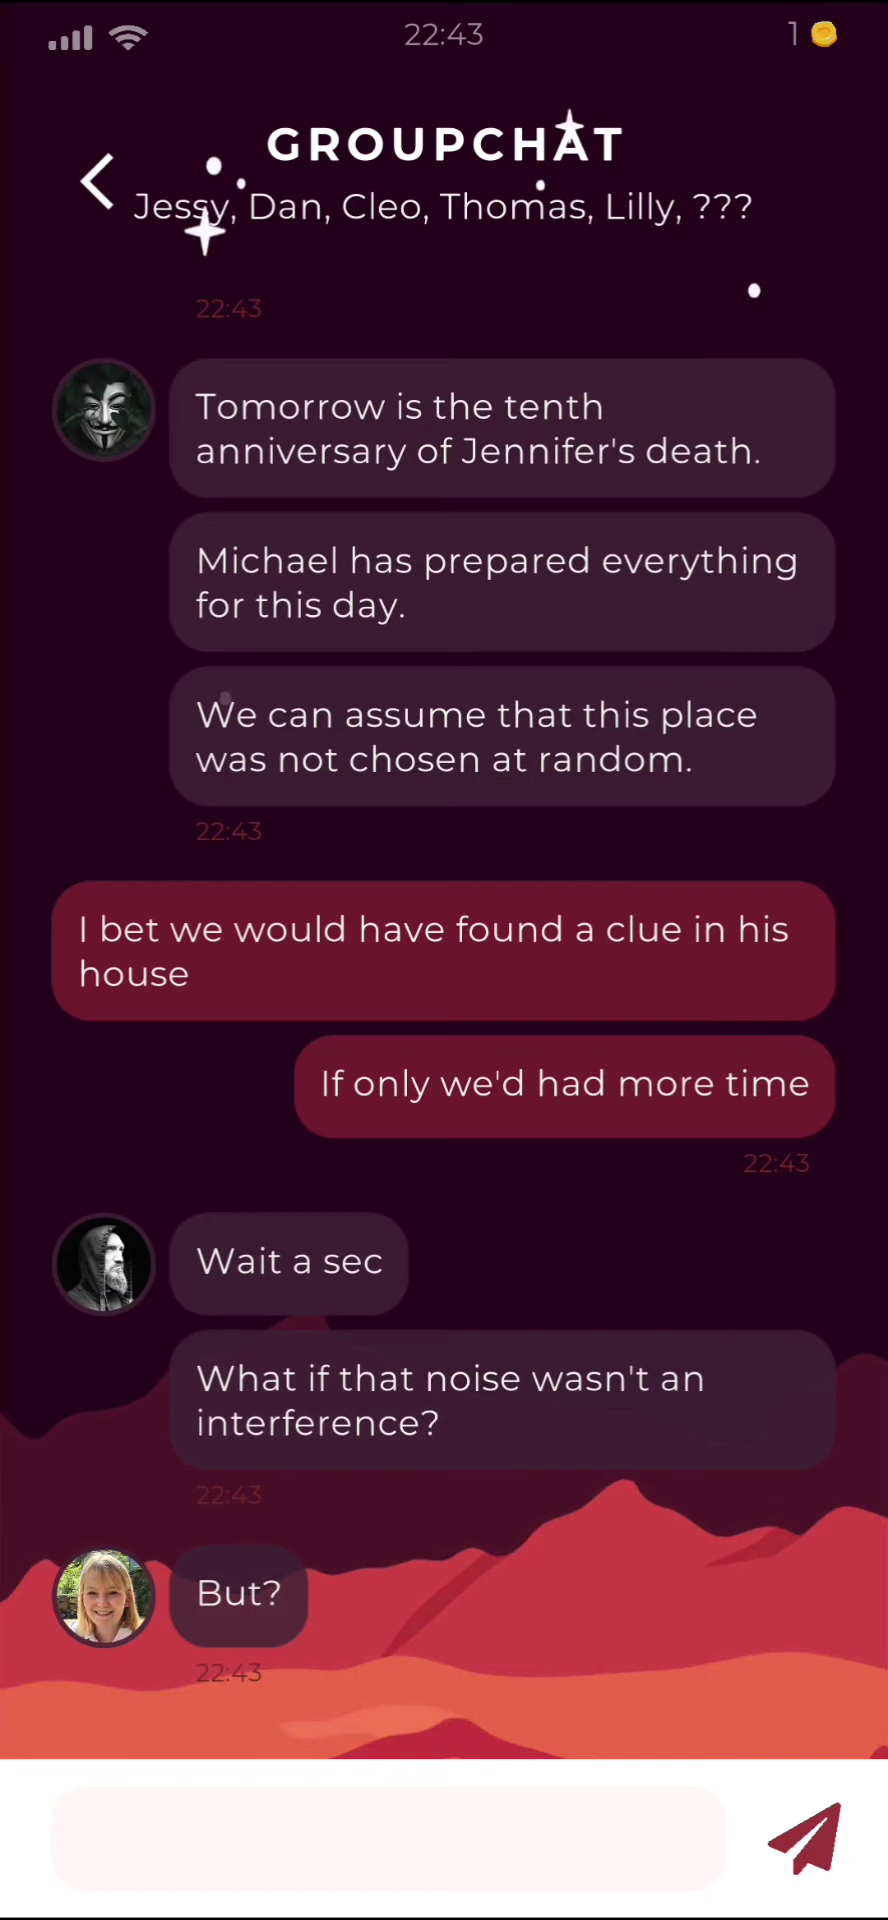 22:43
1
GROUPCHAT
Jessy, Dan, Cleo, Thomas, Lilly, ???
22:43
Tomorrow is the tenth
anniversary of Jennifer's death.
Michael has prepared everything
for this day.
We can assume that this place
was not chosen at random.
22:43
I bet we would have found a clue in his
house
If only we'd had more time
22:43
Wait a sec
What if that noise wasn't an
interference?
22:43
But?
22:43